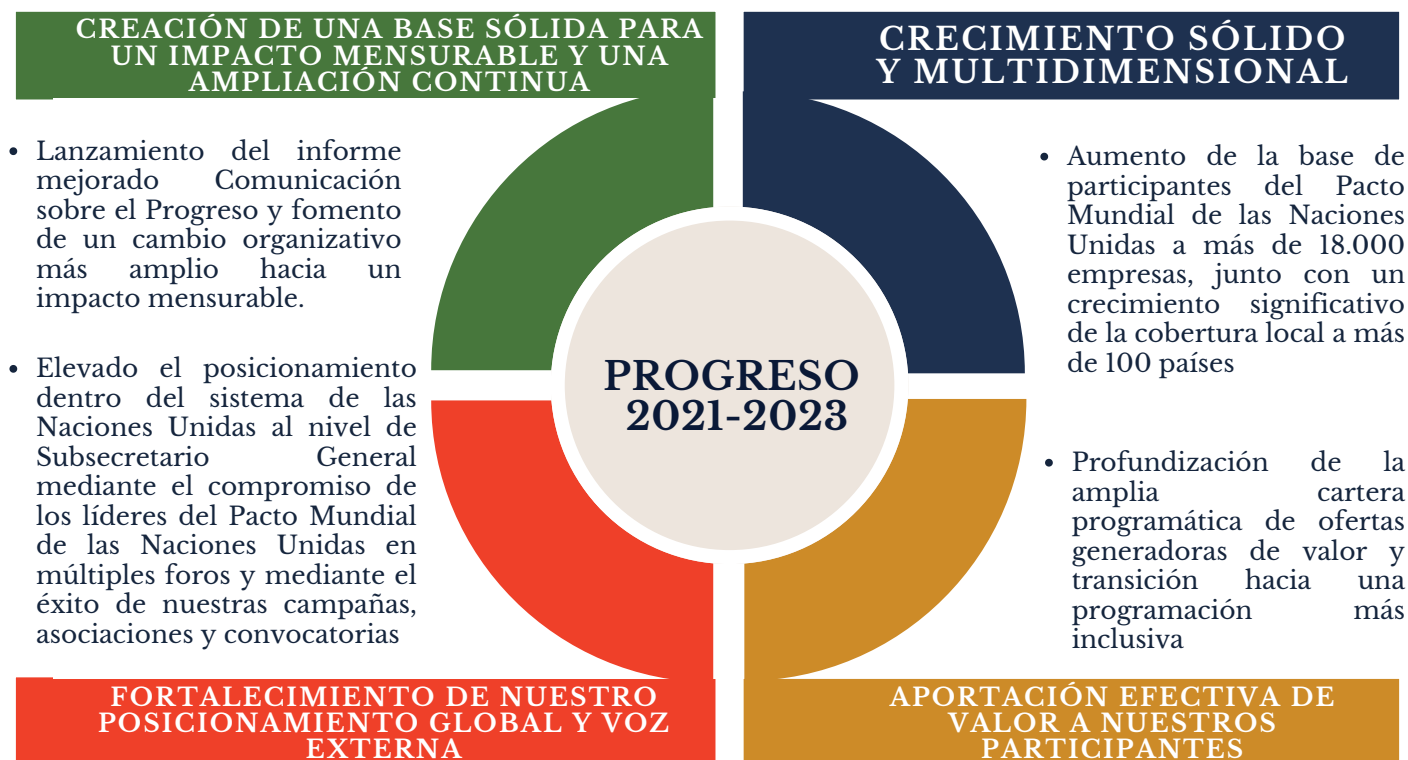 CREACIÓN DE UNA BASE SÓLIDA PARA
UN IMPACTO MENSURABLE Y UNA
AMPLIACIÓN CONTINUA
CRECIMIENTO SÓLIDO
Y MULTIDIMENSIONAL
• Lanzamiento del informe
mejorado Comunicación
sobre el Progreso y fomento
de un cambio organizativo
más amplio hacia un
impacto mensurable.
• Aumento de la base de
participantes del Pacto
Mundial de las Naciones
Unidas a más de 18.000
empresas, junto con un
crecimiento significativo
de la cobertura local a más
de 100 países
PROGRESO
2021-2023
• Elevado el posicionamiento
dentro del sistema de las
Naciones Unidas al nivel de
Subsecretario General
mediante el compromiso de
los líderes del Pacto Mundial
de las Naciones Unidas en
múltiples foros y mediante el
éxito de nuestras campañas,
asociaciones y convocatorias
• Profundización de la
amplia cartera
programática de ofertas
generadoras de valor y
transición hacia una
programación más
inclusiva
FORTALECIMIENTO DE NUESTRO
POSICIONAMIENTO GLOBAL Y VOZ
EXTERNA
APORTACIÓN EFECTIVA DE
VALOR A NUESTROS
PARTICIPANTES